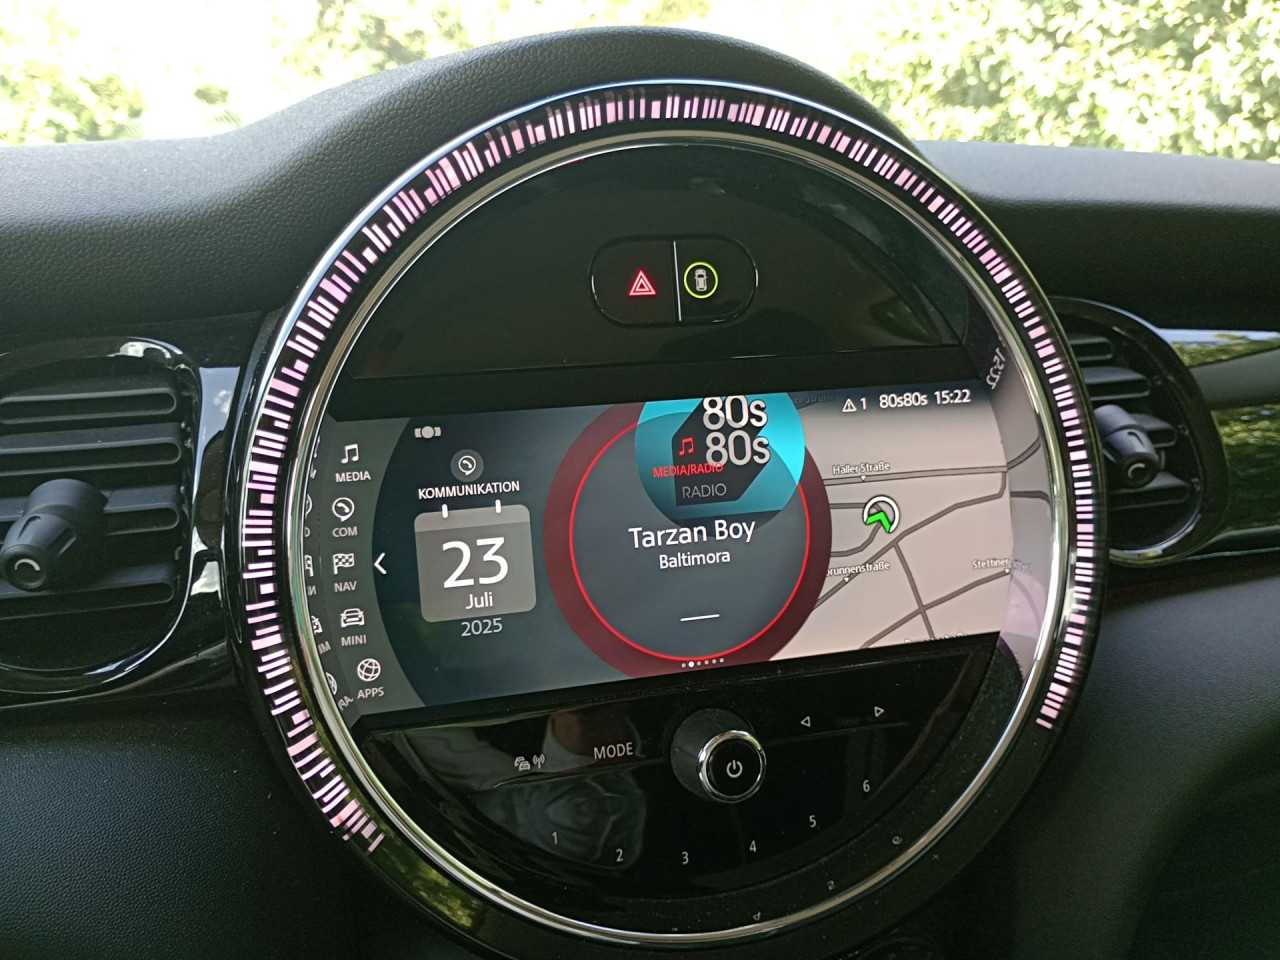 1 80s80s 15:22
MEDIA
COM
NAV
MINI
APPS
KOMMUNIKATION
23
Juli
2025
80s
80s
MEDIA/RADIO
RADIO
Tarzan Boy
Baltimora
Haller Straße
runnenstraße
Stettiner
MODE
1 2 3 4 5 6